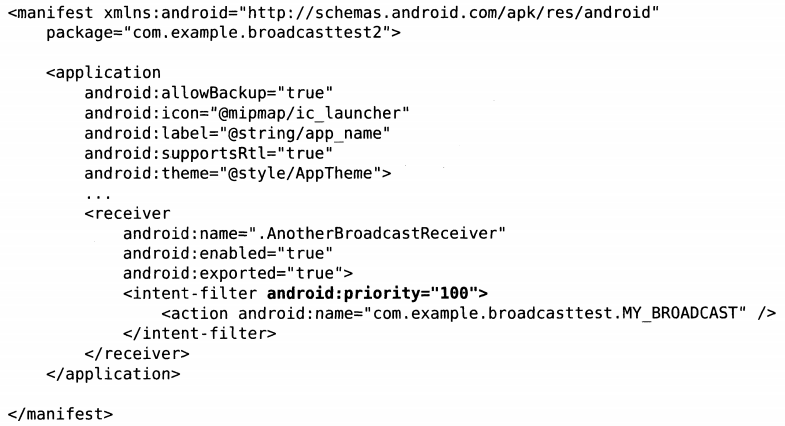 <manifest xmlns:android="http://schemas.android.com/apk/res/android"
    package="com.example.broadcasttest2">

    <application
        android:allowBackup="true"
        android:icon="@mipmap/ic_launcher"
        android:label="@string/app_name"
        android:supportsRtl="true"
        android:theme="@style/AppTheme">
        ...
        <receiver
            android:name=".AnotherBroadcastReceiver"
            android:enabled="true"
            android:exported="true">
            <intent-filter android:priority="100">
                <action android:name="com.example.broadcasttest.MY_BROADCAST" />
            </intent-filter>
        </receiver>
    </application>

</manifest>